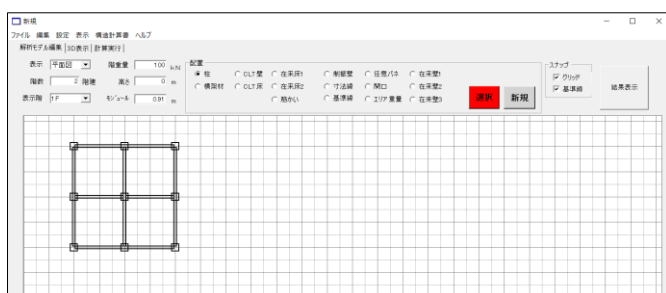 新規
ファイル 編集 設定 表示 構造計算書 ヘルプ
解析モデル編集 3D表示 計算実行
表示 平面図 階重量 100 kN
階数 2 階建 高さ 0 m
表示階 1F モジュール 0.91 m
配置
柱 CLT壁 在来床1 制振壁 任意バネ 在来壁1
横架材 CLT床 在来床2 寸法線 開口 在来壁2
筋かい 基準線 エリア重量 在来壁3
選択 新規
スナップ
グリッド
基準線
結果表示